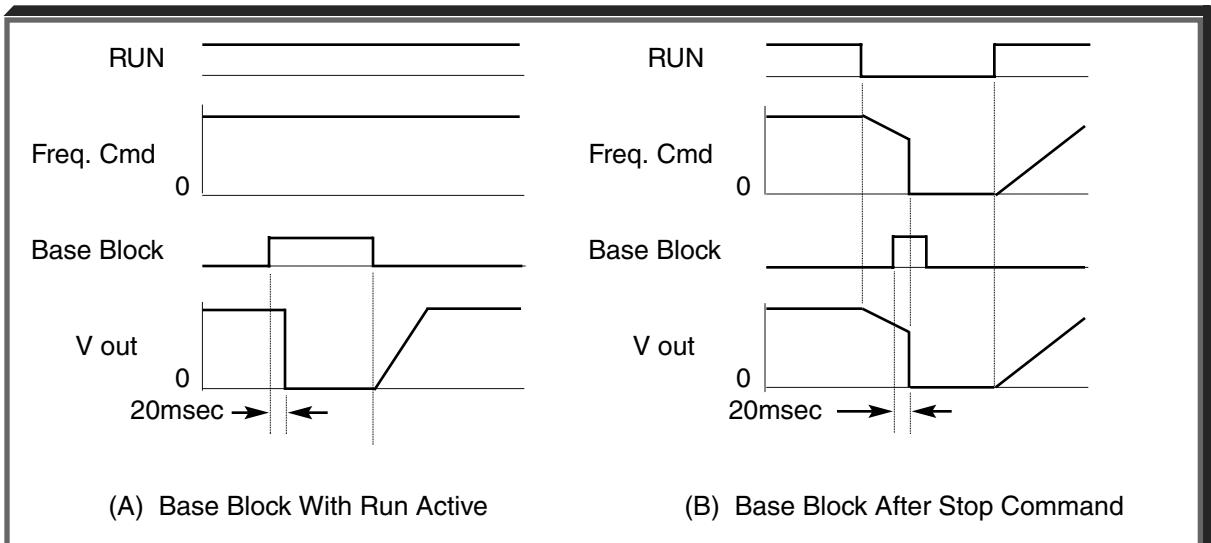 RUN
Freq. Cmd
0
Base Block
V out
0
20msec
(A) Base Block With Run Active
RUN
Freq. Cmd
0
Base Block
V out
0
20msec
(B) Base Block After Stop Command